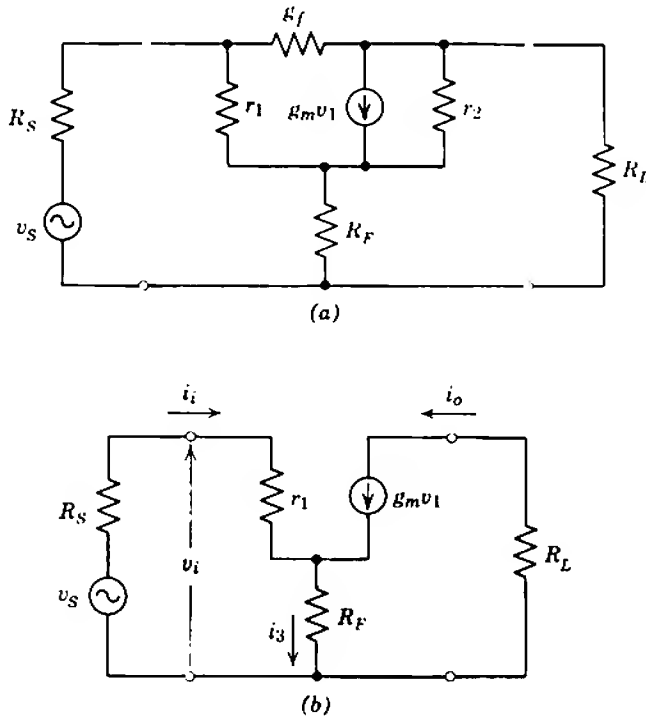 g_f
R_S
r_1
g_m v_1
r_2
R_L
v_S
R_F
(a)
i_i
i_o
R_S
r_1
g_m v_1
v_i
v_S
i_3
R_F
R_L
(b)